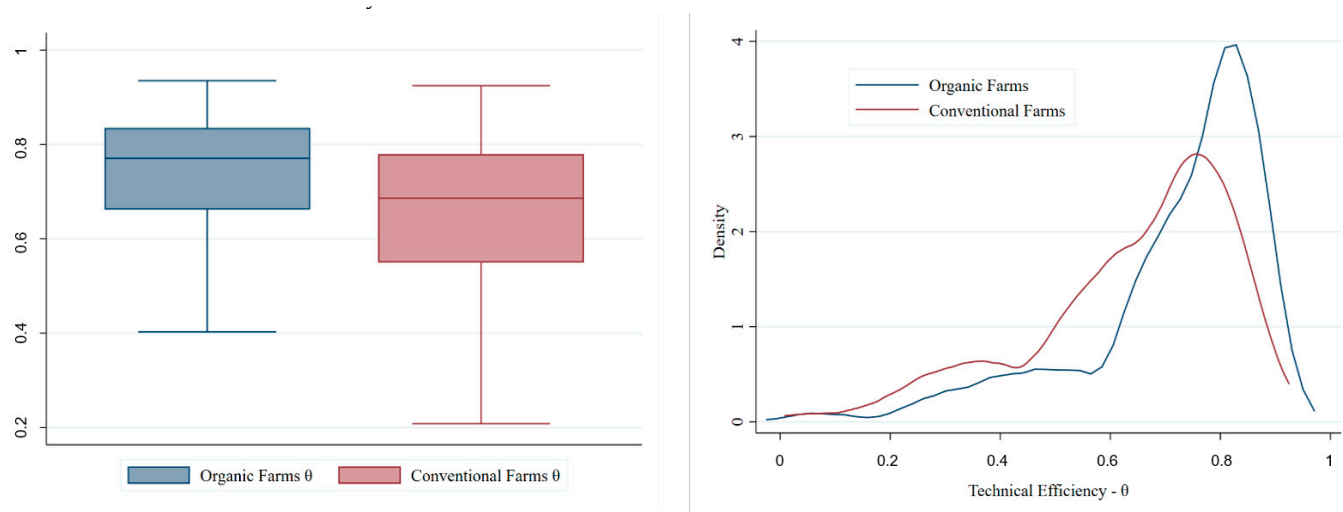 1
0.8
0.6
0.4
0.2
Organic Farms θ
Conventional Farms θ
4
3
2
1
0
Density
Organic Farms
Conventional Farms
0
0.2
0.4
0.6
0.8
1
Technical Efficiency - θ